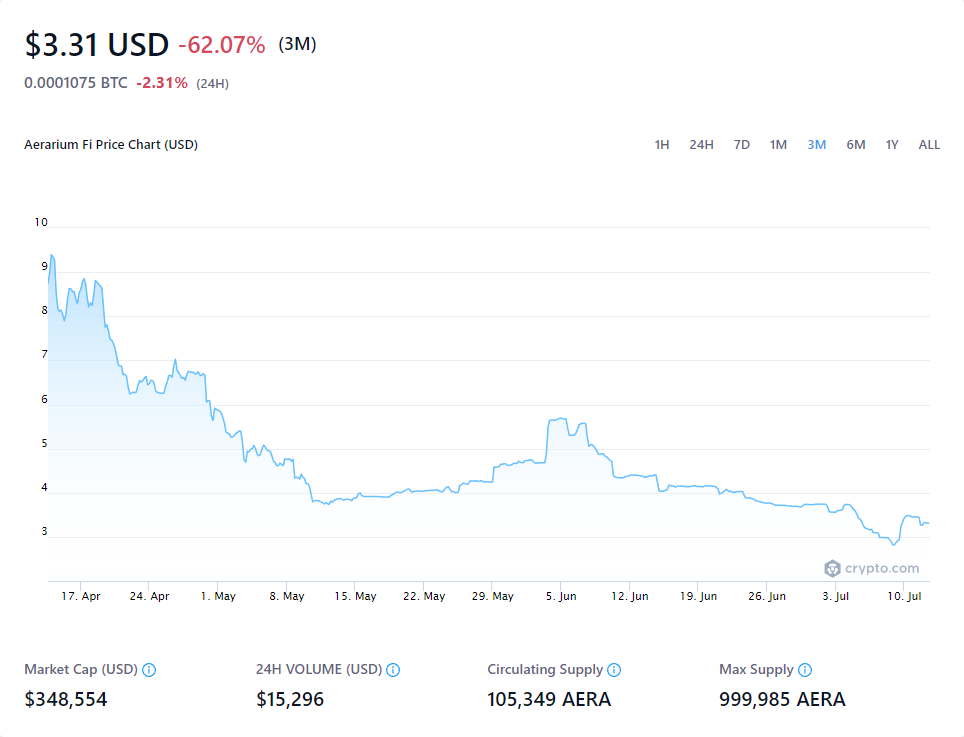 $3.31 USD -62.07% (3M)
0.0001075 BTC -2.31% (24H)
Aerarium Fi Price Chart (USD) 1H 24H 7D 1M 3M 6M 1Y ALL
10
9
8
7
6
5
4
3
crypto.com
17. Apr 24. Apr 1. May 8. May 15. May 22. May 29. May 5. Jun 12. Jun 19. Jun 26. Jun 3. Jul 10. Jul
Market Cap (USD) 24H VOLUME (USD) Circulating Supply Max Supply
$348,554 $15,296 105,349 AERA 999,985 AERA